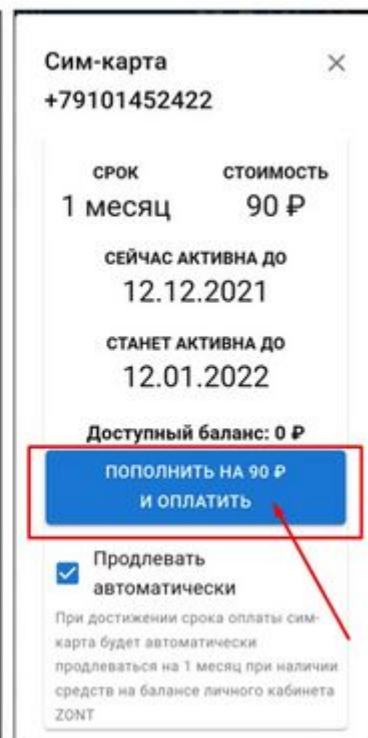 Сим-карта
+79101452422
СРОК СТОИМОСТЬ
1 месяц 90 ₽
СЕЙЧАС АКТИВНА ДО
12.12.2021
СТАНЕТ АКТИВНА ДО
12.01.2022
Доступный баланс: 0 ₽
ПОПОЛНИТЬ НА 90 ₽
И ОПЛАТИТЬ
Продлевать
автоматически
При достижении срока оплаты сим-
карта будет автоматически
продлеваться на 1 месяц при наличии
средств на балансе личного кабинета
ZONT